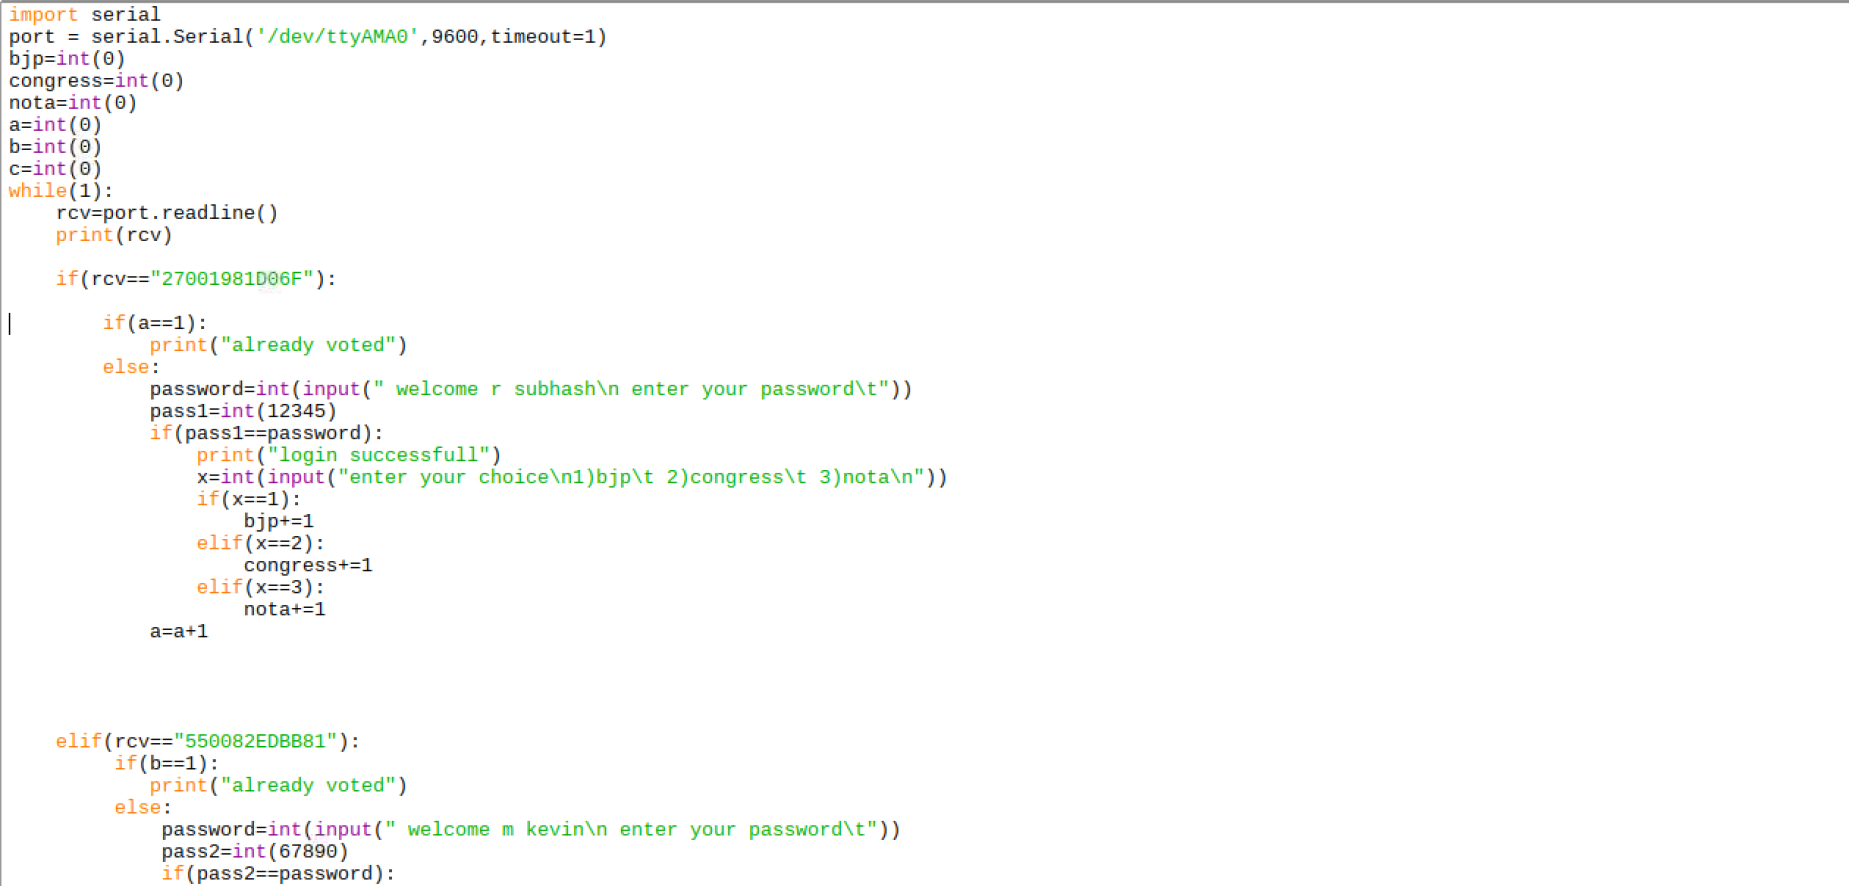 import serial
port = serial.Serial('/dev/ttyAMA0',9600,timeout=1)
bjp=int(0)
congress=int(0)
nota=int(0)
a=int(0)
b=int(0)
c=int(0)
while(1):
    rcv=port.readline()
    print(rcv)

    if(rcv=="27001981D06F"):

        if(a==1):
            print("already voted")
        else:
            password=int(input(" welcome r subhash\n enter your password\t"))
            pass1=int(12345)
            if(pass1==password):
                print("login successfull")
                x=int(input("enter your choice\n1)bjp\t 2)congress\t 3)nota\n"))
                if(x==1):
                    bjp+=1
                elif(x==2):
                    congress+=1
                elif(x==3):
                    nota+=1
            a=a+1

    elif(rcv=="550082EDBB81"):
         if(b==1):
            print("already voted")
         else:
             password=int(input(" welcome m kevin\n enter your password\t"))
             pass2=int(67890)
             if(pass2==password):